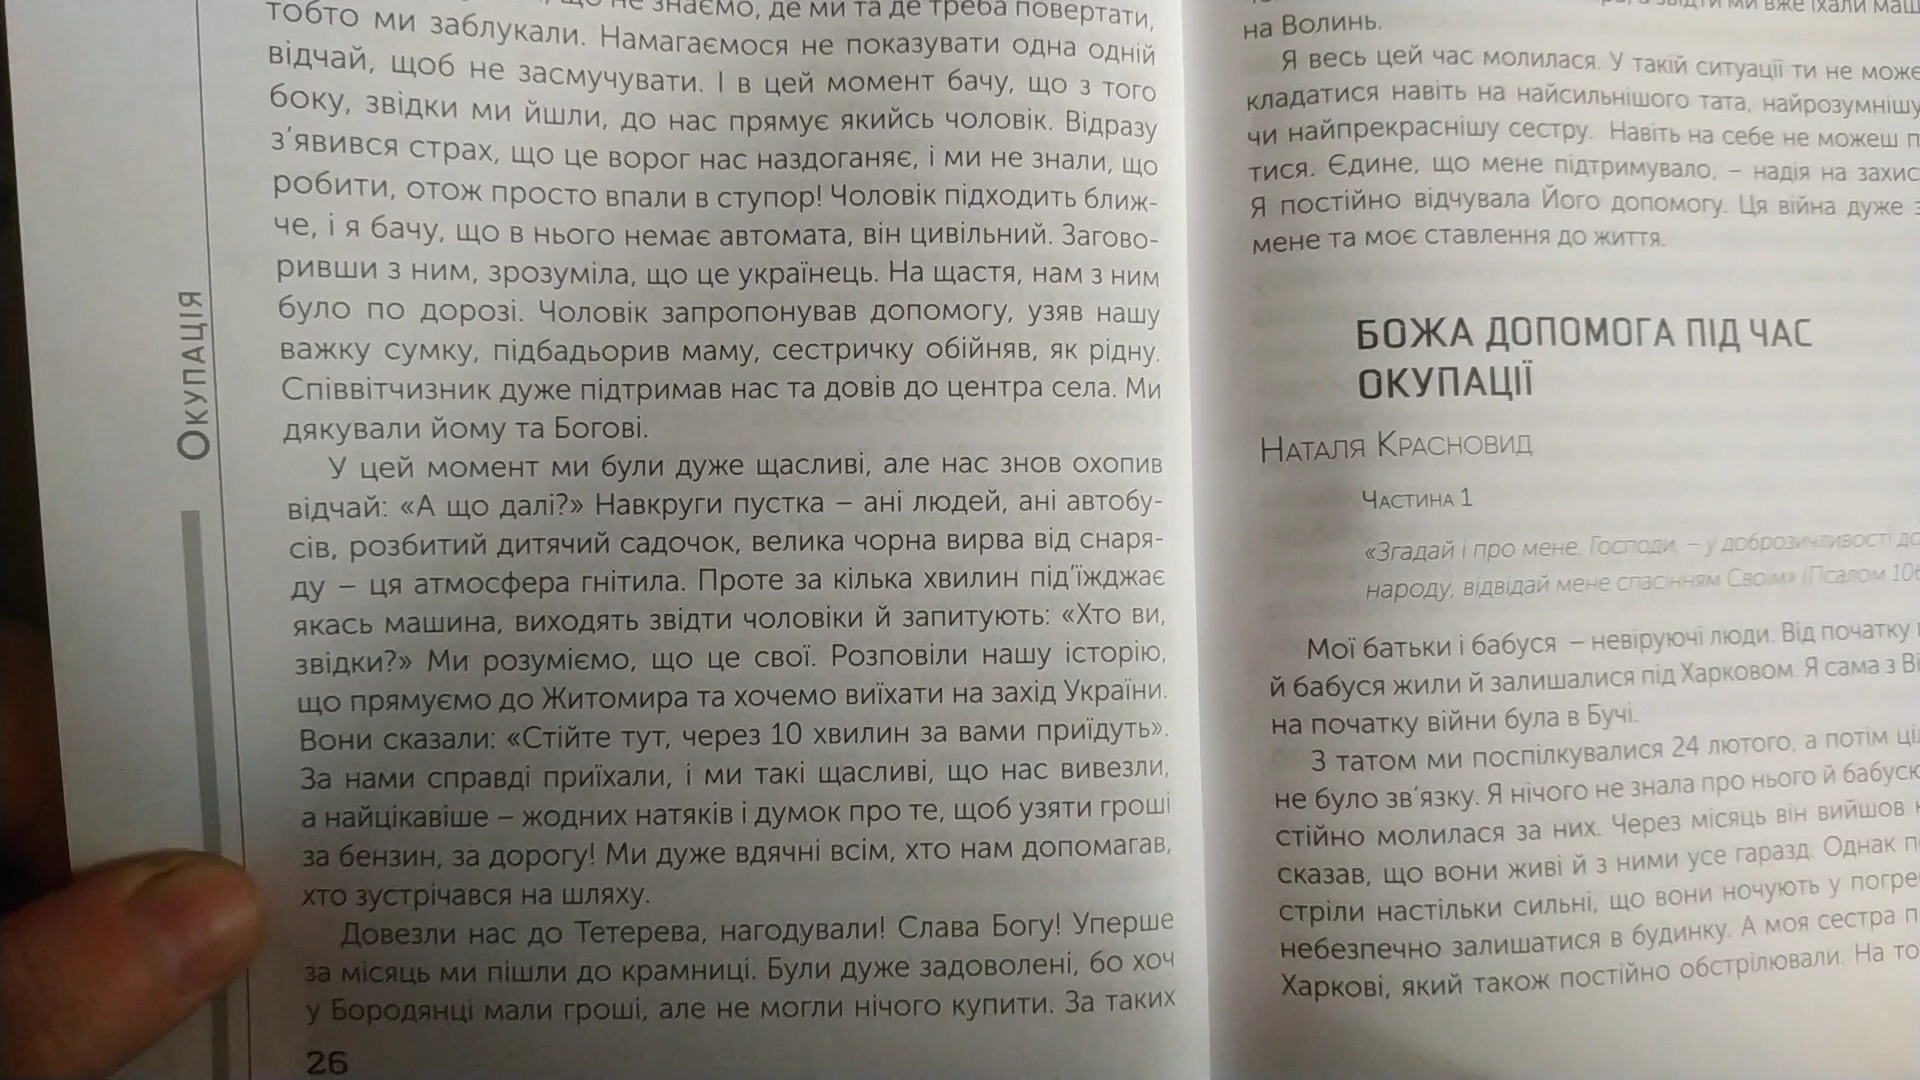 не знаємо, де ми та де треба повертати,
тобто ми заблукали. Намагаємося не показувати одна одній
відчай, щоб не засмучувати. І в цей момент бачу, що з того
боку, звідки ми йшли, до нас прямує якийсь чоловік. Відразу
з’явився страх, що це ворог нас наздоганяє, і ми не знали, що
робити, отож просто впали в ступор! Чоловік підходить ближ-
че, і я бачу, що в нього немає автомата, він цивільний. Загово-
ривши з ним, зрозуміла, що це українець. На щастя, нам з ним
було по дорозі. Чоловік запропонував допомогу, узяв нашу
важку сумку, підбадьорив маму, сестричку обійняв, як рідну.
Співвітчизник дуже підтримав нас та довів до центра села. Ми
дякували йому та Богові.
У цей момент ми були дуже щасливі, але нас знов охопив
відчай: «А що далі?» Навкруги пустка – ані людей, ані автобу-
сів, розбитий дитячий садочок, велика чорна вирва від снаря-
ду – ця атмосфера гнітила. Проте за кілька хвилин під’їжджає
якась машина, виходять звідти чоловіки й запитують: «Хто ви,
звідки?» Ми розуміємо, що це свої. Розповіли нашу історію,
що прямуємо до Житомира та хочемо виїхати на захід України.
Вони сказали: «Стійте тут, через 10 хвилин за вами приїдуть».
За нами справді приїхали, і ми такі щасливі, що нас вивезли,
а найцікавіше – жодних натяків і думок про те, щоб узяти гроші
за бензин, за дорогу! Ми дуже вдячні всім, хто нам допомагав,
хто зустрічався на шляху.
Довезли нас до Тетерева, нагодували! Слава Богу! Уперше
за місяць ми пішли до крамниці. Були дуже задоволені, бо хоч
у Бородянці мали гроші, але не могли нічого купити. За таких
26
Окупація
звідти ми вже їхали
на Волинь.
Я весь цей час молилася. У такій ситуації ти не може
кладатися навіть на найсильнішого тата, найрозумнішу
чи найпрекраснішу сестру. Навіть на себе не можеш п
тися. Єдине, що мене підтримувало, – надія на захис
Я постійно відчувала Його допомогу. Ця війна дуже з
мене та моє ставлення до життя.
БОЖА ДОПОМОГА ПІД ЧАС
ОКУПАЦІЇ
Наталя Красновид
Частина 1
«Згадай і про мене, Господи, – у доброзичливості до
народу, відвідай мене спасінням Своїм» (Псалом 106
Мої батьки і бабуся – невіруючі люди. Від початку
й бабуся жили й залишалися під Харковом. Я сама з Ві
на початку війни була в Бучі.
З татом ми поспілкувалися 24 лютого, а потім ціл
не було зв’язку. Я нічого не знала про нього й бабусю
стійно молилася за них. Через місяць він вийшов н
сказав, що вони живі й з ними усе гаразд. Однак п
стріли настільки сильні, що вони ночують у погре
небезпечно залишатися в будинку. А моя сестра п
Харкові, який також постійно обстрілювали. На то